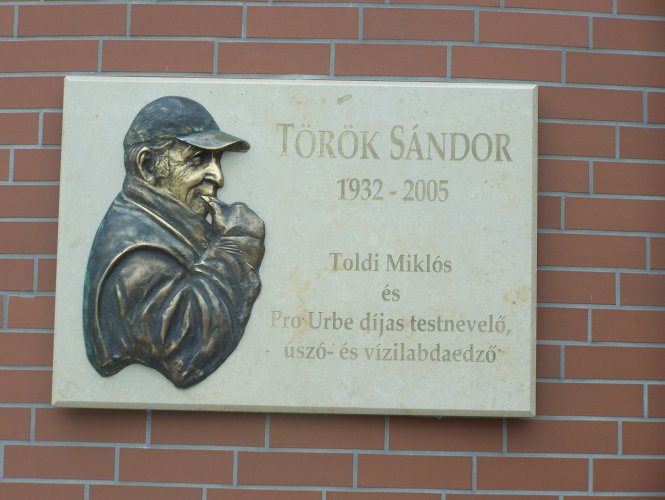 TÖRÖK SÁNDOR
1932 - 2005
Toldi Miklós
és
Pro Urbe díjas testnevelő,
úszó- és vízilabdaedző